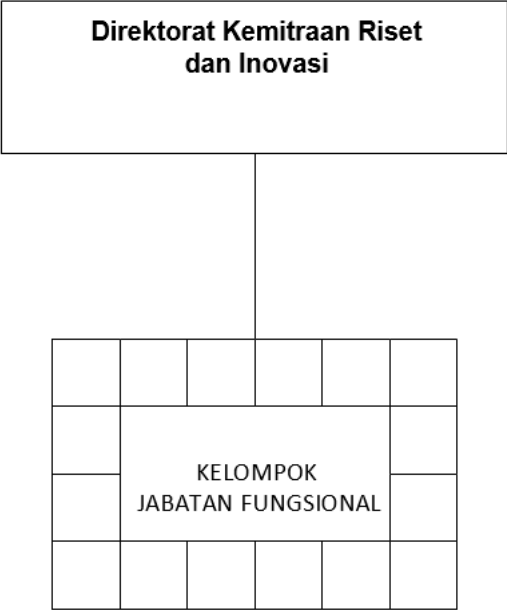 Direktorat Kemitraan Riset
dan Inovasi
KELOMPOK
JABATAN FUNGSIONAL